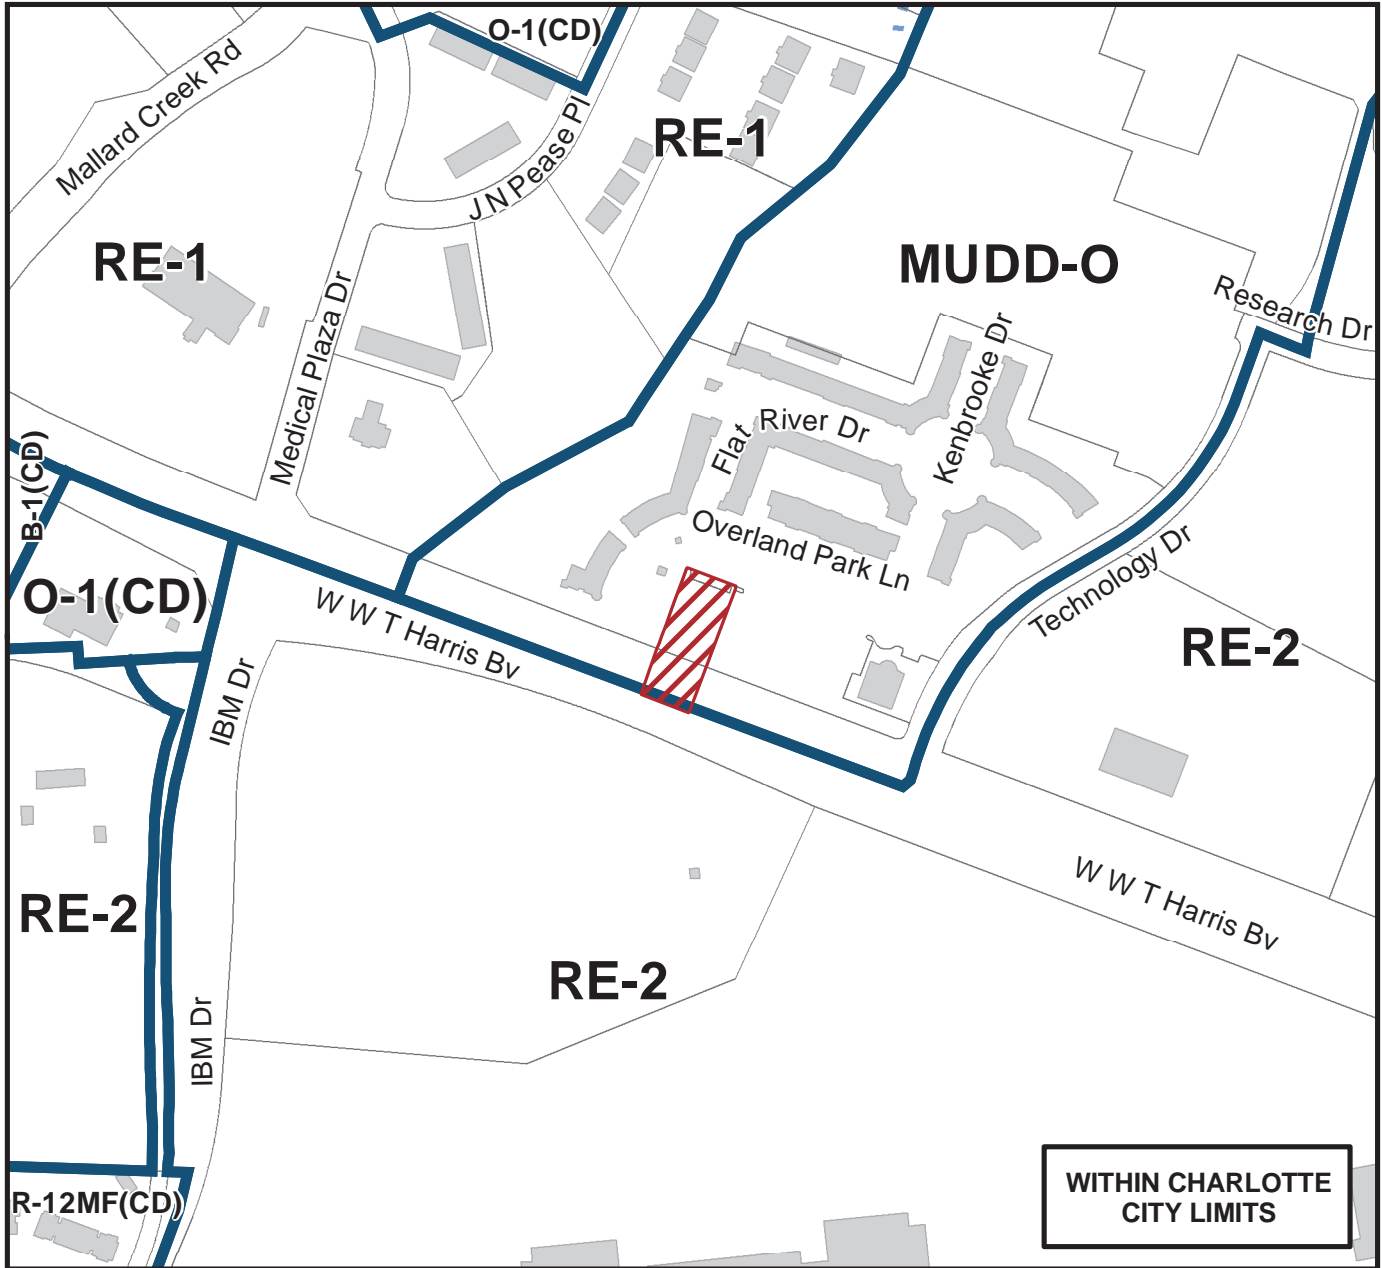 O-1(CD)
Mallard Creek Rd
J N Pease Pl
RE-1
RE-1
MUDD-O
Medical Plaza Dr
Research Dr
Kenbrooke Dr
River Dr
Flat
B-1(CD)
Overland Park Ln
O-1(CD)
W W T Harris Bv
Technology Dr
RE-2
IBM Dr
RE-2
W W T Harris Bv
RE-2
IBM Dr
R-12MF(CD)
WITHIN CHARLOTTE
CITY LIMITS